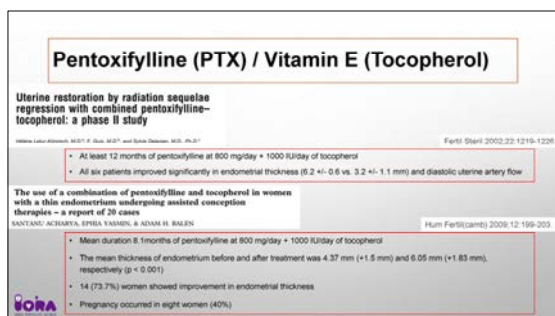 Pentoxifylline (PTX) / Vitamin E (Tocopherol)
Uterine restoration by radiation sequelae
regression with combined pentoxifylline–
tocopherol: a phase II study
Fertil Steril 2002;22:1219-1226
• At least 12 months of pentoxifylline at 800 mg/day + 1000 IU/day of tocopherol
• All six patients improved significantly in endometrial thickness (6.2 +/- 0.6 vs. 3.2 +/- 1.1 mm) and diastolic uterine artery flow
The use of a combination of pentoxifylline and tocopherol in women
with a thin endometrium undergoing assisted conception
therapies – a report of 20 cases
SANTANU ACHARYA, EPHIA YASMIN, & ADAM H. BALEN
Hum Fertil(camb) 2009;12:199-203
• Mean duration 8.1months of pentoxifylline at 800 mg/day + 1000 IU/day of tocopherol
• The mean thickness of endometrium before and after treatment was 4.37 mm (+1.5 mm) and 6.05 mm (+1.83 mm),
respectively (p < 0.001)
• 14 (73.7%) women showed improvement in endometrial thickness
• Pregnancy occurred in eight women (40%)